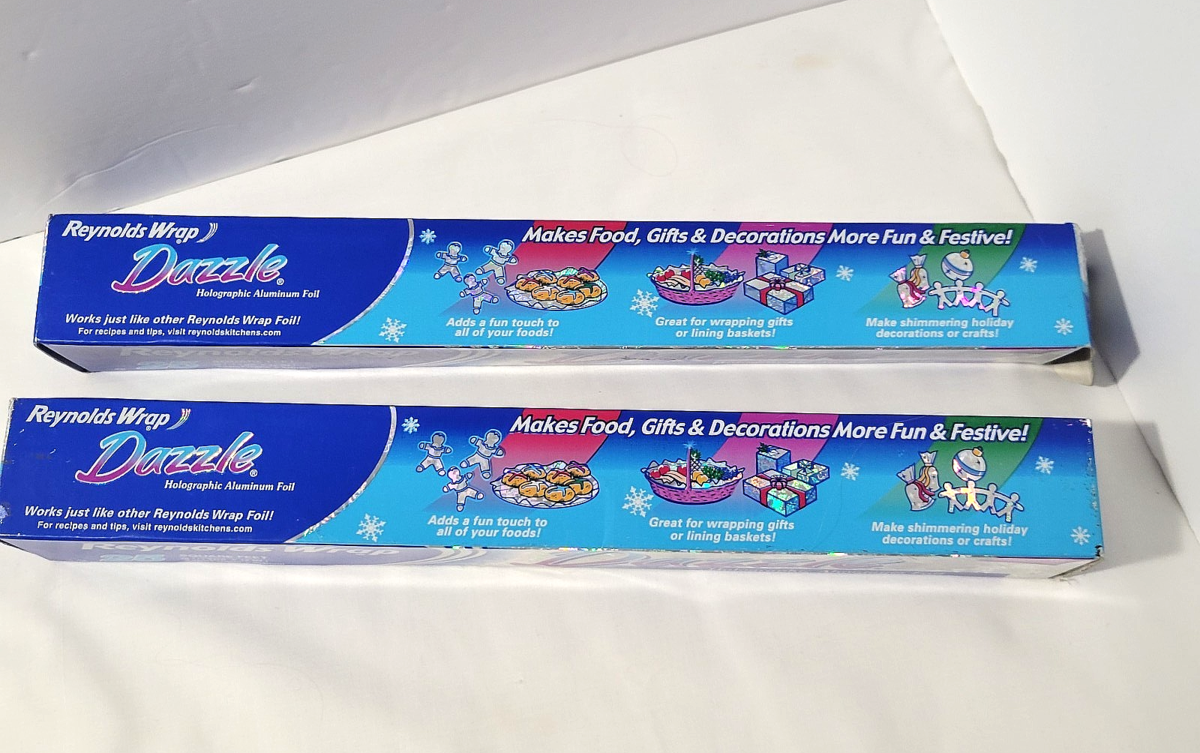 Reynolds Wrap®
Dazzle®
Holographic Aluminum Foil
Works just like other Reynolds Wrap Foil!
For recipes and tips, visit reynoldskitchens.com
Makes Food, Gifts & Decorations More Fun & Festive!
Adds a fun touch to
all of your foods!
Great for wrapping gifts
or lining baskets!
Make shimmering holiday
decorations or crafts!
Reynolds Wrap®
Dazzle®
Holographic Aluminum Foil
Works just like other Reynolds Wrap Foil!
For recipes and tips, visit reynoldskitchens.com
Makes Food, Gifts & Decorations More Fun & Festive!
Adds a fun touch to
all of your foods!
Great for wrapping gifts
or lining baskets!
Make shimmering holiday
decorations or crafts!
Reynolds Wrap